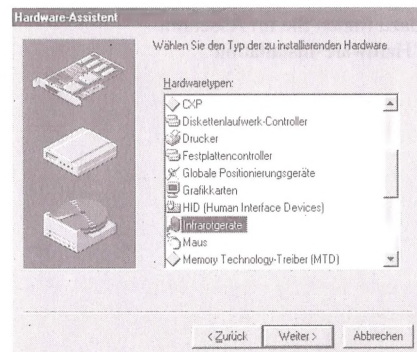 Hardware-Assistent
Wählen Sie den Typ der zu installierenden Hardware
Hardwaretypen:
CXP
Diskettenlaufwerk-Controller
Drucker
Festplattencontroller
Globale Positionierungsgeräte
Grafikkarten
HID (Human Interface Devices)
Infrarotgeräte
Maus
Memory Technology-Treiber (MTD)
< Zurück Weiter > Abbrechen